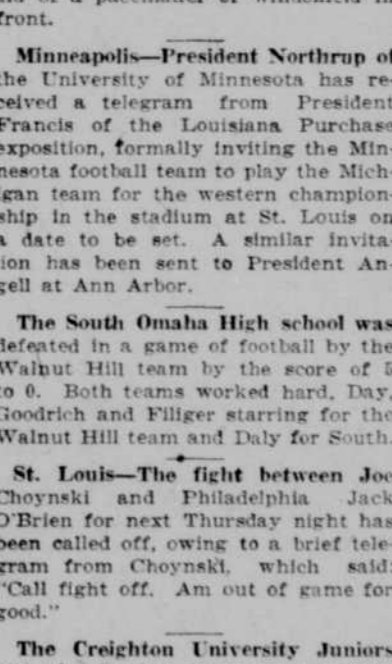 front.
Minneapolis—President Northrup of
the University of Minnesota has re-
ceived a telegram from President
Francis of the Louisiana Purchase
exposition, formally inviting the Min-
nesota football team to play the Mich-
igan team for the western champion-
ship in the stadium at St. Louis on
a date to be set. A similar invita-
tion has been sent to President An-
gell at Ann Arbor.
The South Omaha High school was
defeated in a game of football by the
Walnut Hill team by the score of 5
to 0. Both teams worked hard, Day,
Goodrich and Filiger starring for the
Walnut Hill team and Daly for South.
St. Louis—The fight between Joe
Choynski and Philadelphia Jack
O'Brien for next Thursday night has
been called off, owing to a brief tele-
gram from Choynski, which said:
"Call fight off. Am out of game for
good."
The Creighton University Juniors